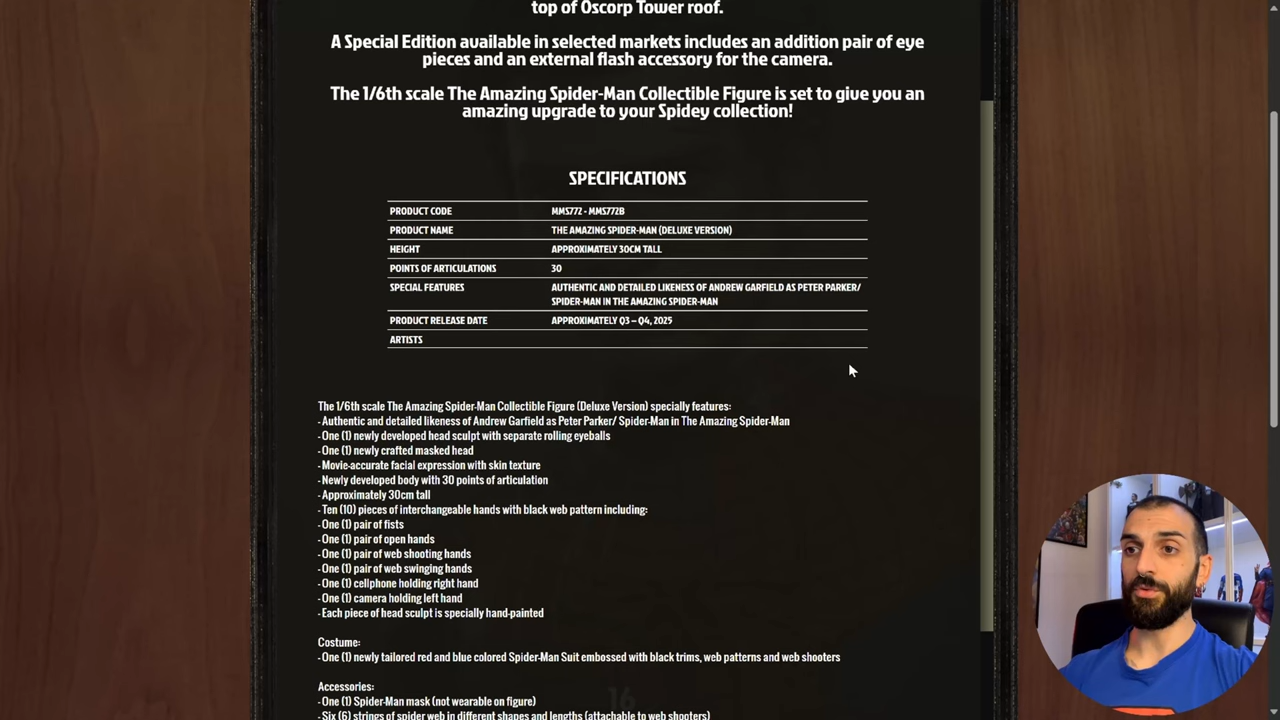 top of Oscorp Tower roof.
A Special Edition available in selected markets includes an addition pair of eye
pieces and an external flash accessory for the camera.
The 1/6th scale The Amazing Spider-Man Collectible Figure is set to give you an
amazing upgrade to your Spidey collection!
SPECIFICATIONS
PRODUCT CODE MMS772 - MMS772B
PRODUCT NAME THE AMAZING SPIDER-MAN (DELUXE VERSION)
HEIGHT APPROXIMATELY 30CM TALL
POINTS OF ARTICULATIONS 30
SPECIAL FEATURES AUTHENTIC AND DETAILED LIKENESS OF ANDREW GARFIELD AS PETER PARKER/
SPIDER-MAN IN THE AMAZING SPIDER-MAN
PRODUCT RELEASE DATE APPROXIMATELY Q3 – Q4, 2025
ARTISTS
The 1/6th scale The Amazing Spider-Man Collectible Figure (Deluxe Version) specially features:
- Authentic and detailed likeness of Andrew Garfield as Peter Parker/ Spider-Man in The Amazing Spider-Man
- One (1) newly developed head sculpt with separate rolling eyeballs
- One (1) newly crafted masked head
- Movie-accurate facial expression with skin texture
- Newly developed body with 30 points of articulation
- Approximately 30cm tall
- Ten (10) pieces of interchangeable hands with black web pattern including:
- One (1) pair of fists
- One (1) pair of open hands
- One (1) pair of web shooting hands
- One (1) pair of web swinging hands
- One (1) cellphone holding right hand
- One (1) camera holding left hand
- Each piece of head sculpt is specially hand-painted
Costume:
- One (1) newly tailored red and blue colored Spider-Man Suit embossed with black trims, web patterns and web shooters
Accessories:
- One (1) Spider-Man mask (not wearable on figure)
- Six (6) strings of spider web in different shapes and lengths (attachable to web shooters)
16